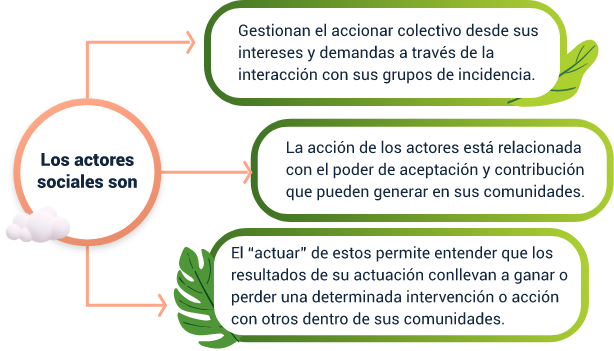 Los actores
sociales son
Gestionan el accionar colectivo desde sus
intereses y demandas a través de la
interacción con sus grupos de incidencia.
La acción de los actores está relacionada
con el poder de aceptación y contribución
que pueden generar en sus comunidades.
El “actuar” de estos permite entender que los
resultados de su actuación conllevan a ganar o
perder una determinada intervención o acción
con otros dentro de sus comunidades.